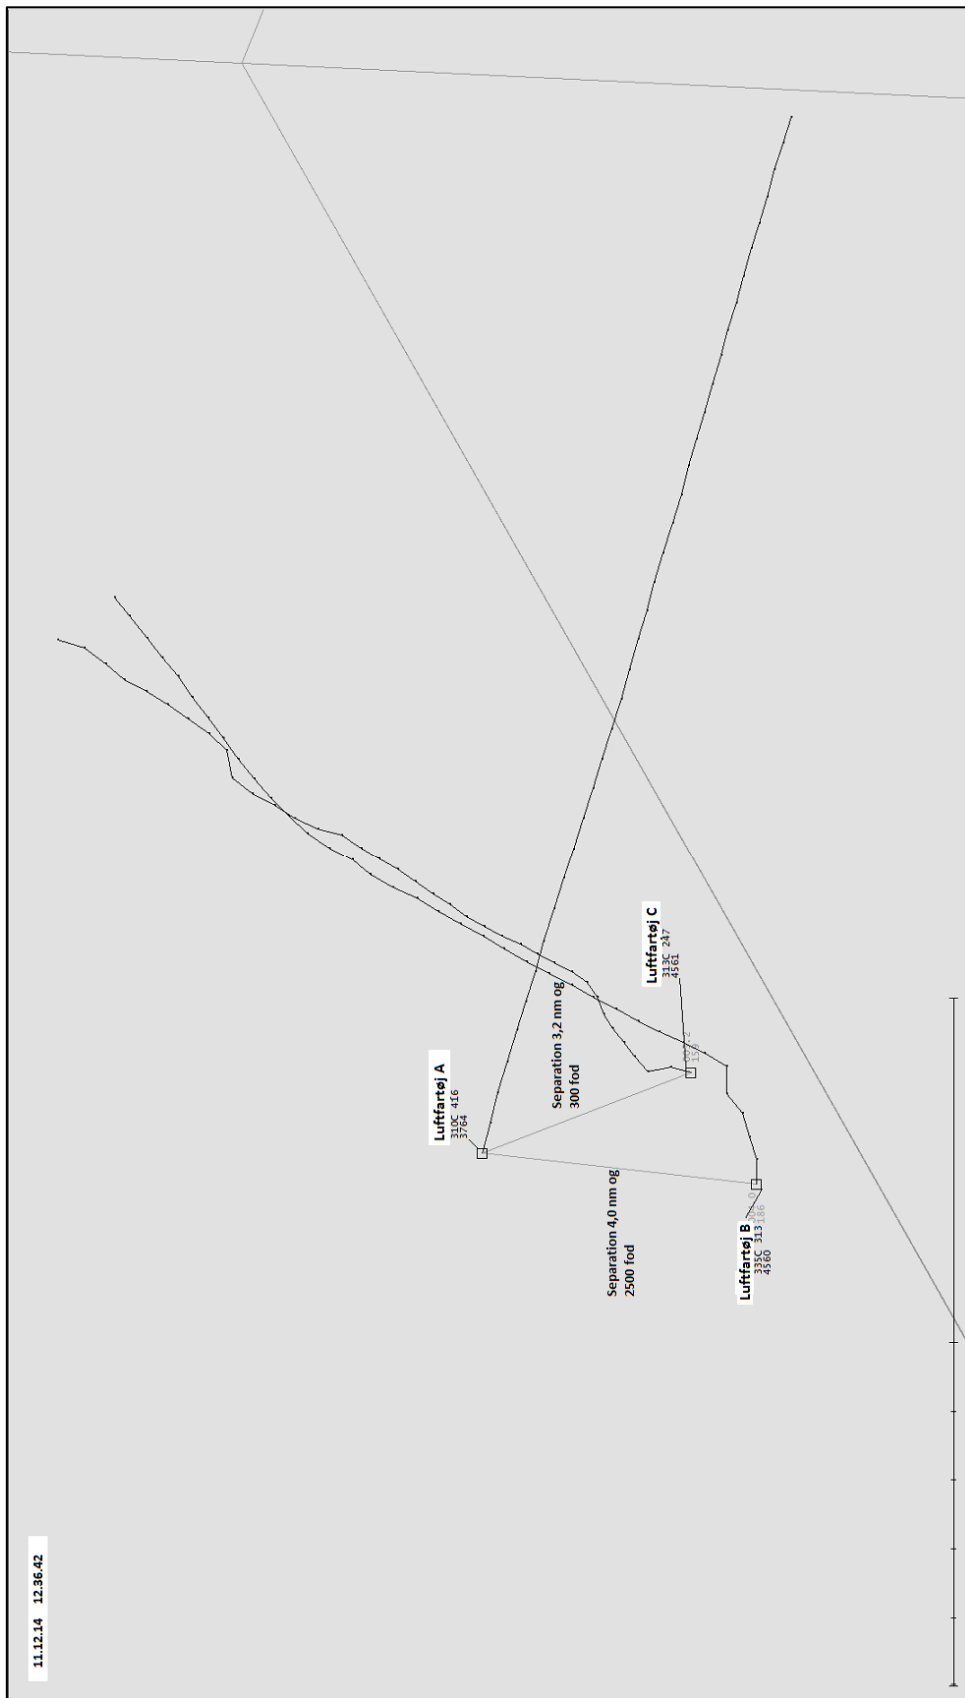 11.12.14 12.36.42
Luftfartøj A
310C 416
3764
Separation 3,2 nm og
300 fod
Luftfartøj C
313C 247
4561
Separation 4,0 nm og
2500 fod
Luftfartøj B
335C 313
4560
186